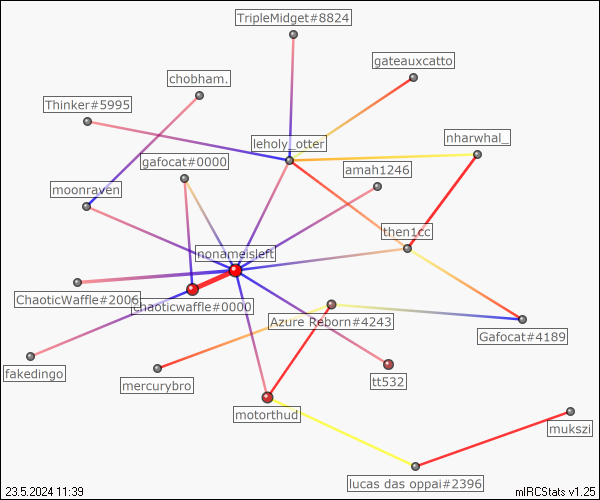 TripleMidget#8824
gateauxcatto
chobham.
Thinker#5995
leholy_otter
nharwhal_
gafocat#0000
amah1246
moonraven
then1cc
nonameisleft
ChaoticWaffle#2006
chaoticwaffle#0000
Azure Reborn#4243
Gafocat#4189
fakedingo
mercurybro
tt532
motorthud
mukszi
lucas das oppai#2396
23.5.2024 11:39
mIRCStats v1.25